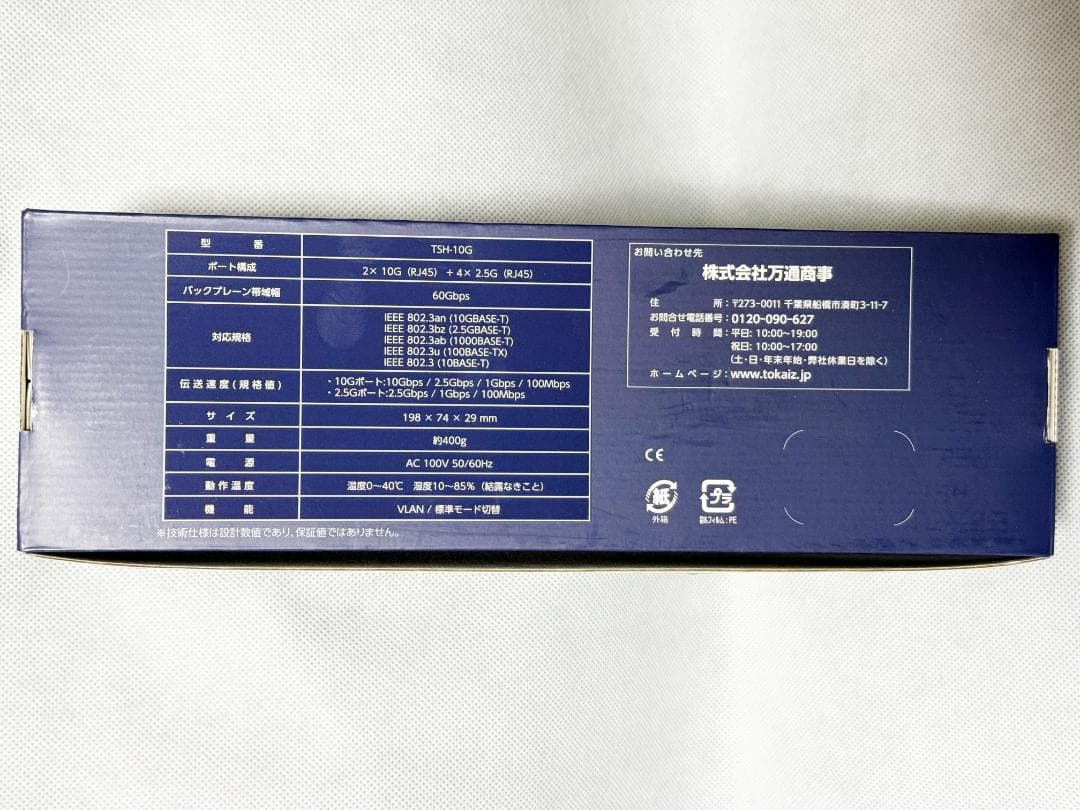 型 番 TSH-10G
ポート構成 2× 10G (RJ45) + 4× 2.5G (RJ45)
バックプレーン帯域幅 60Gbps
対応規格 IEEE 802.3an (10GBASE-T)
IEEE 802.3bz (2.5GBASE-T)
IEEE 802.3ab (1000BASE-T)
IEEE 802.3u (100BASE-TX)
IEEE 802.3 (10BASE-T)
伝送速度(規格値) ・10Gポート:10Gbps / 2.5Gbps / 1Gbps / 100Mbps
・2.5Gポート:2.5Gbps / 1Gbps / 100Mbps
サイズ 198 × 74 × 29 mm
重 量 約400g
電 源 AC 100V 50/60Hz
動作温度 温度0~40℃ 湿度10~85% (結露なきこと)
機 能 VLAN / 標準モード切替
※技術仕様は設計数値であり、保証値ではありません。
お問い合わせ先
株式会社万通商事
住 所:〒273-0011 千葉県船橋市湊町3-11-7
お問合せ電話番号:0120-090-627
受付時間:平日: 10:00~19:00
祝日: 10:00~17:00
(土・日・年末年始・弊社休業日を除く)
ホームページ:www.tokaiz.jp
CE
紙
外箱
プラ
袋&フィルム:PE